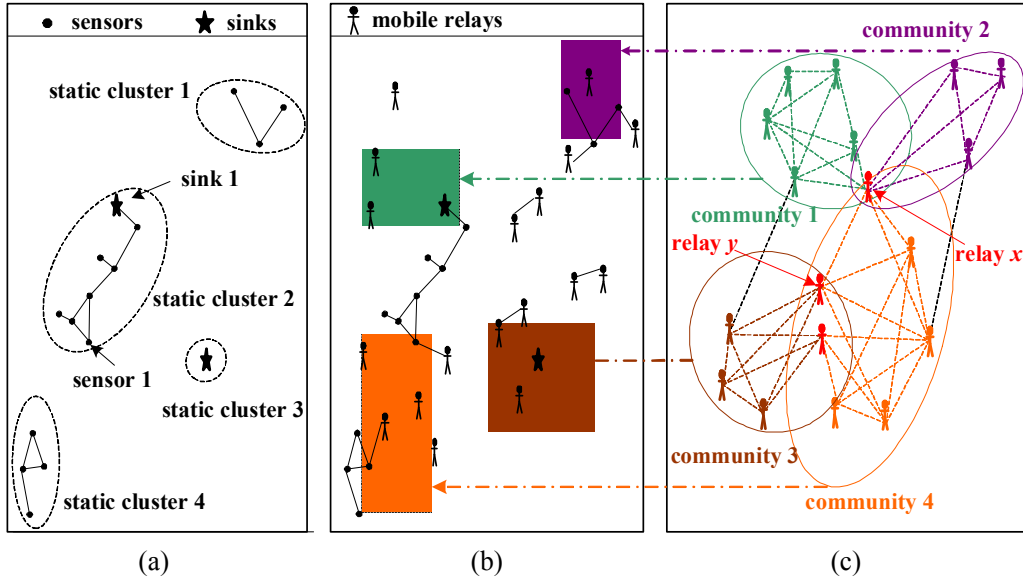 sensors
sinks
static cluster 1
sink 1
static cluster 2
sensor 1
static cluster 3
static cluster 4
(a)
mobile relays
(b)
community 2
community 1
relay x
relay y
community 3
community 4
(c)